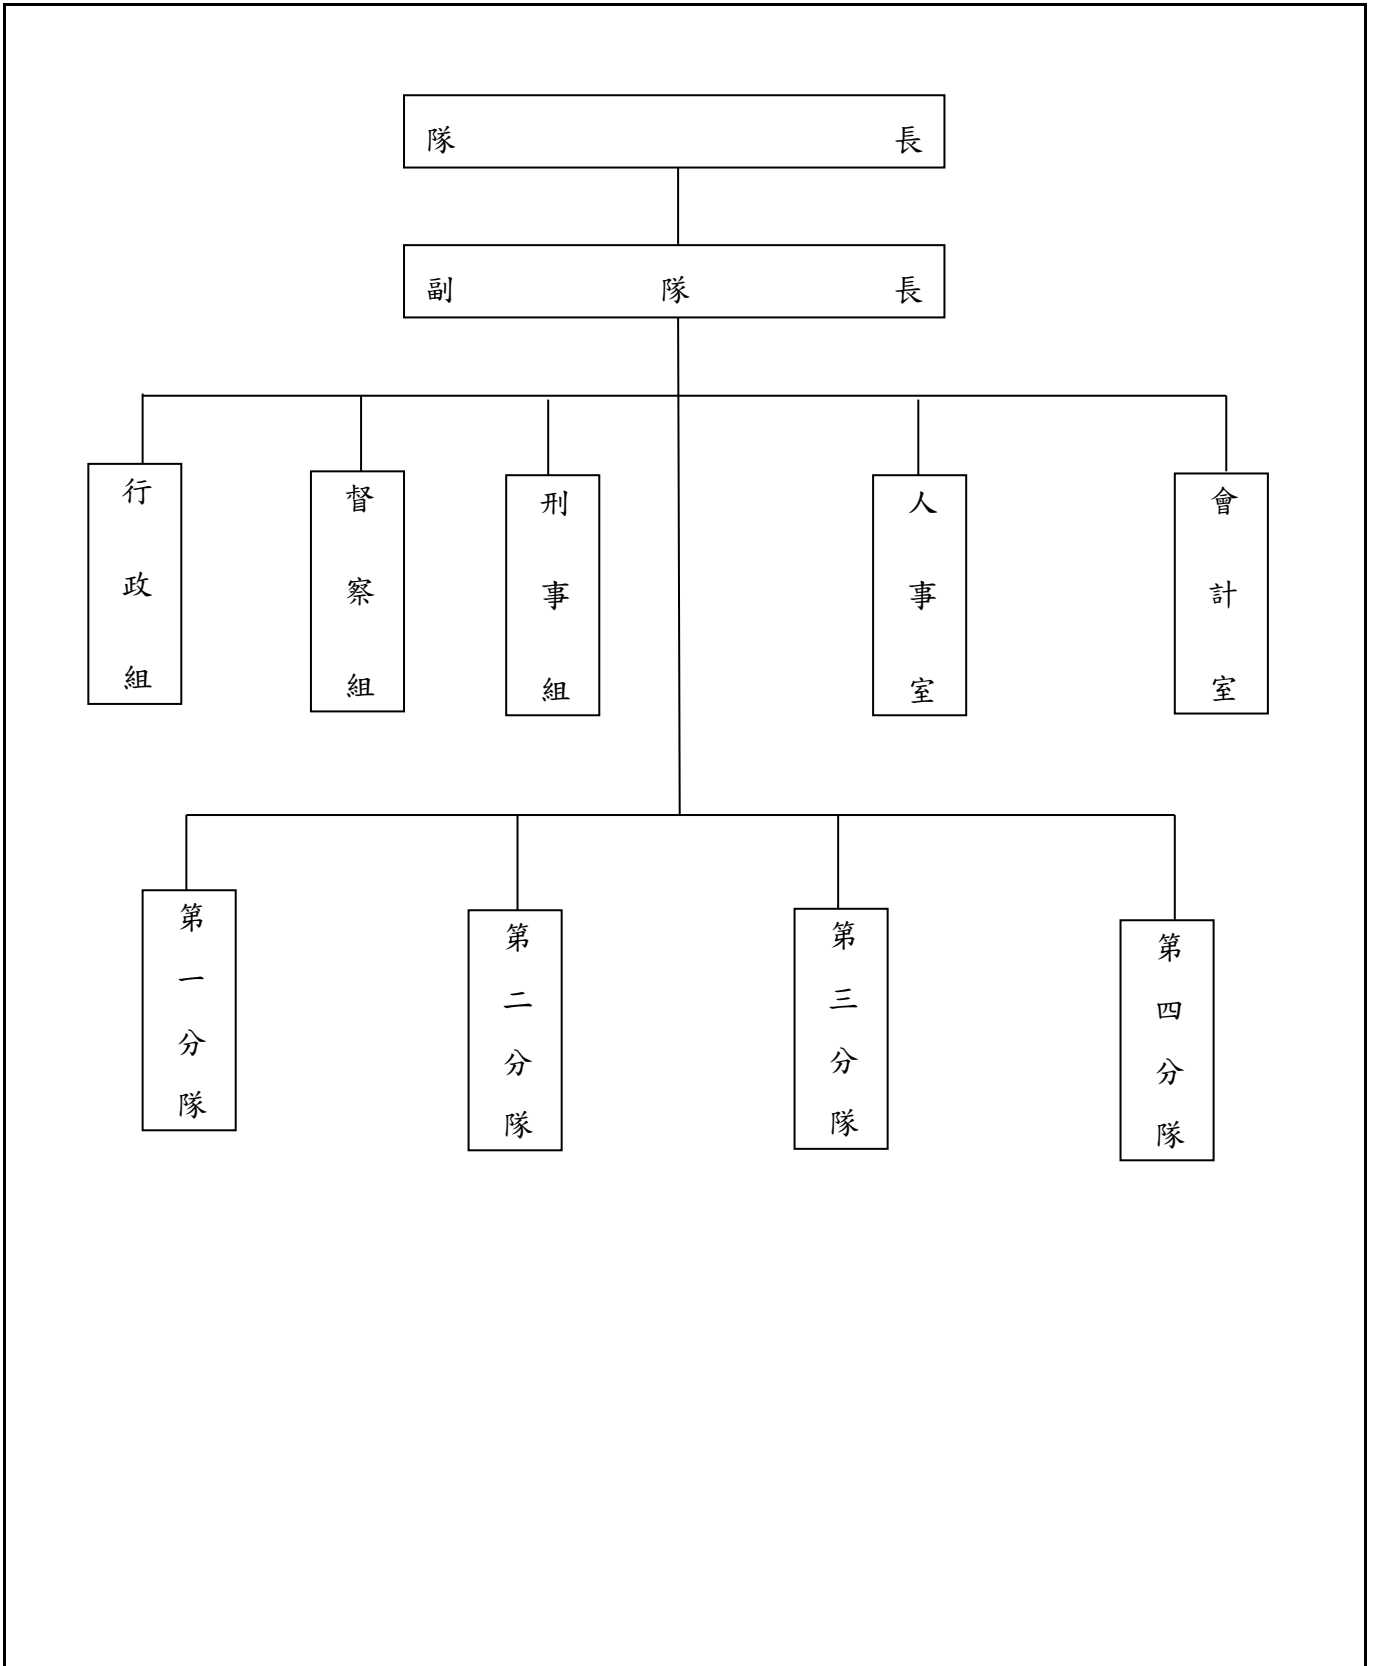 隊長
副隊長
行政組
督察組
刑事組
人事室
會計室
第一分隊
第二分隊
第三分隊
第四分隊